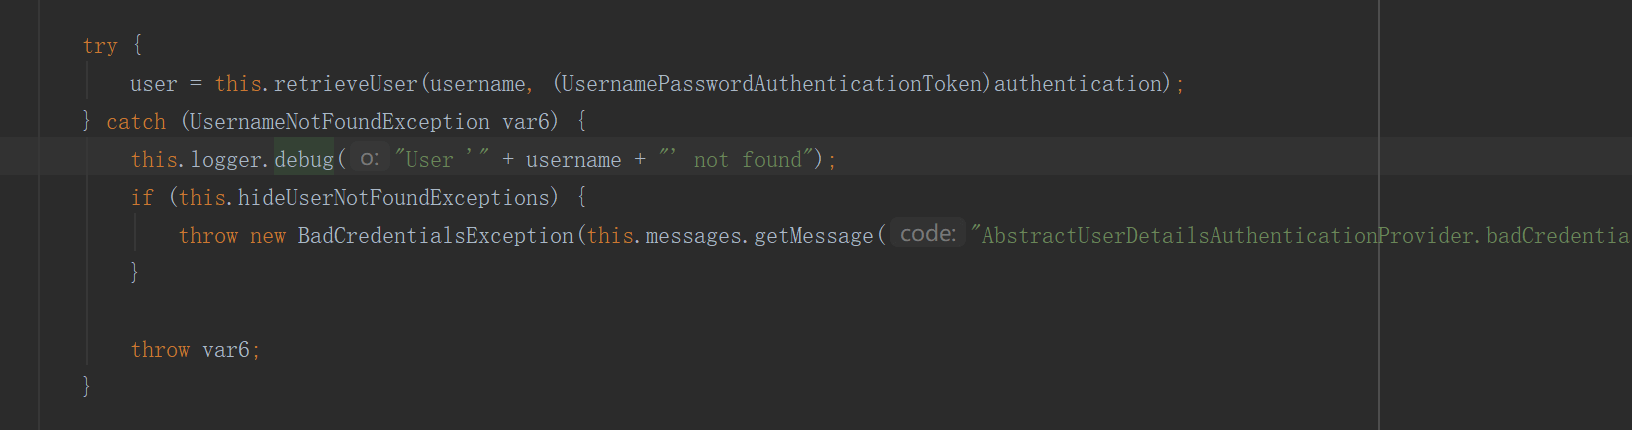 try {
user = this.retrieveUser(username, (UsernamePasswordAuthenticationToken)authentication);
} catch (UsernameNotFoundException var6) {
this.logger.debug( o: "User '" + username + "' not found");
if (this.hideUserNotFoundExceptions) {
throw new BadCredentialsException(this.messages.getMessage( code: "AbstractUserDetailsAuthenticationProvider.badCredentia
}
throw var6;
}